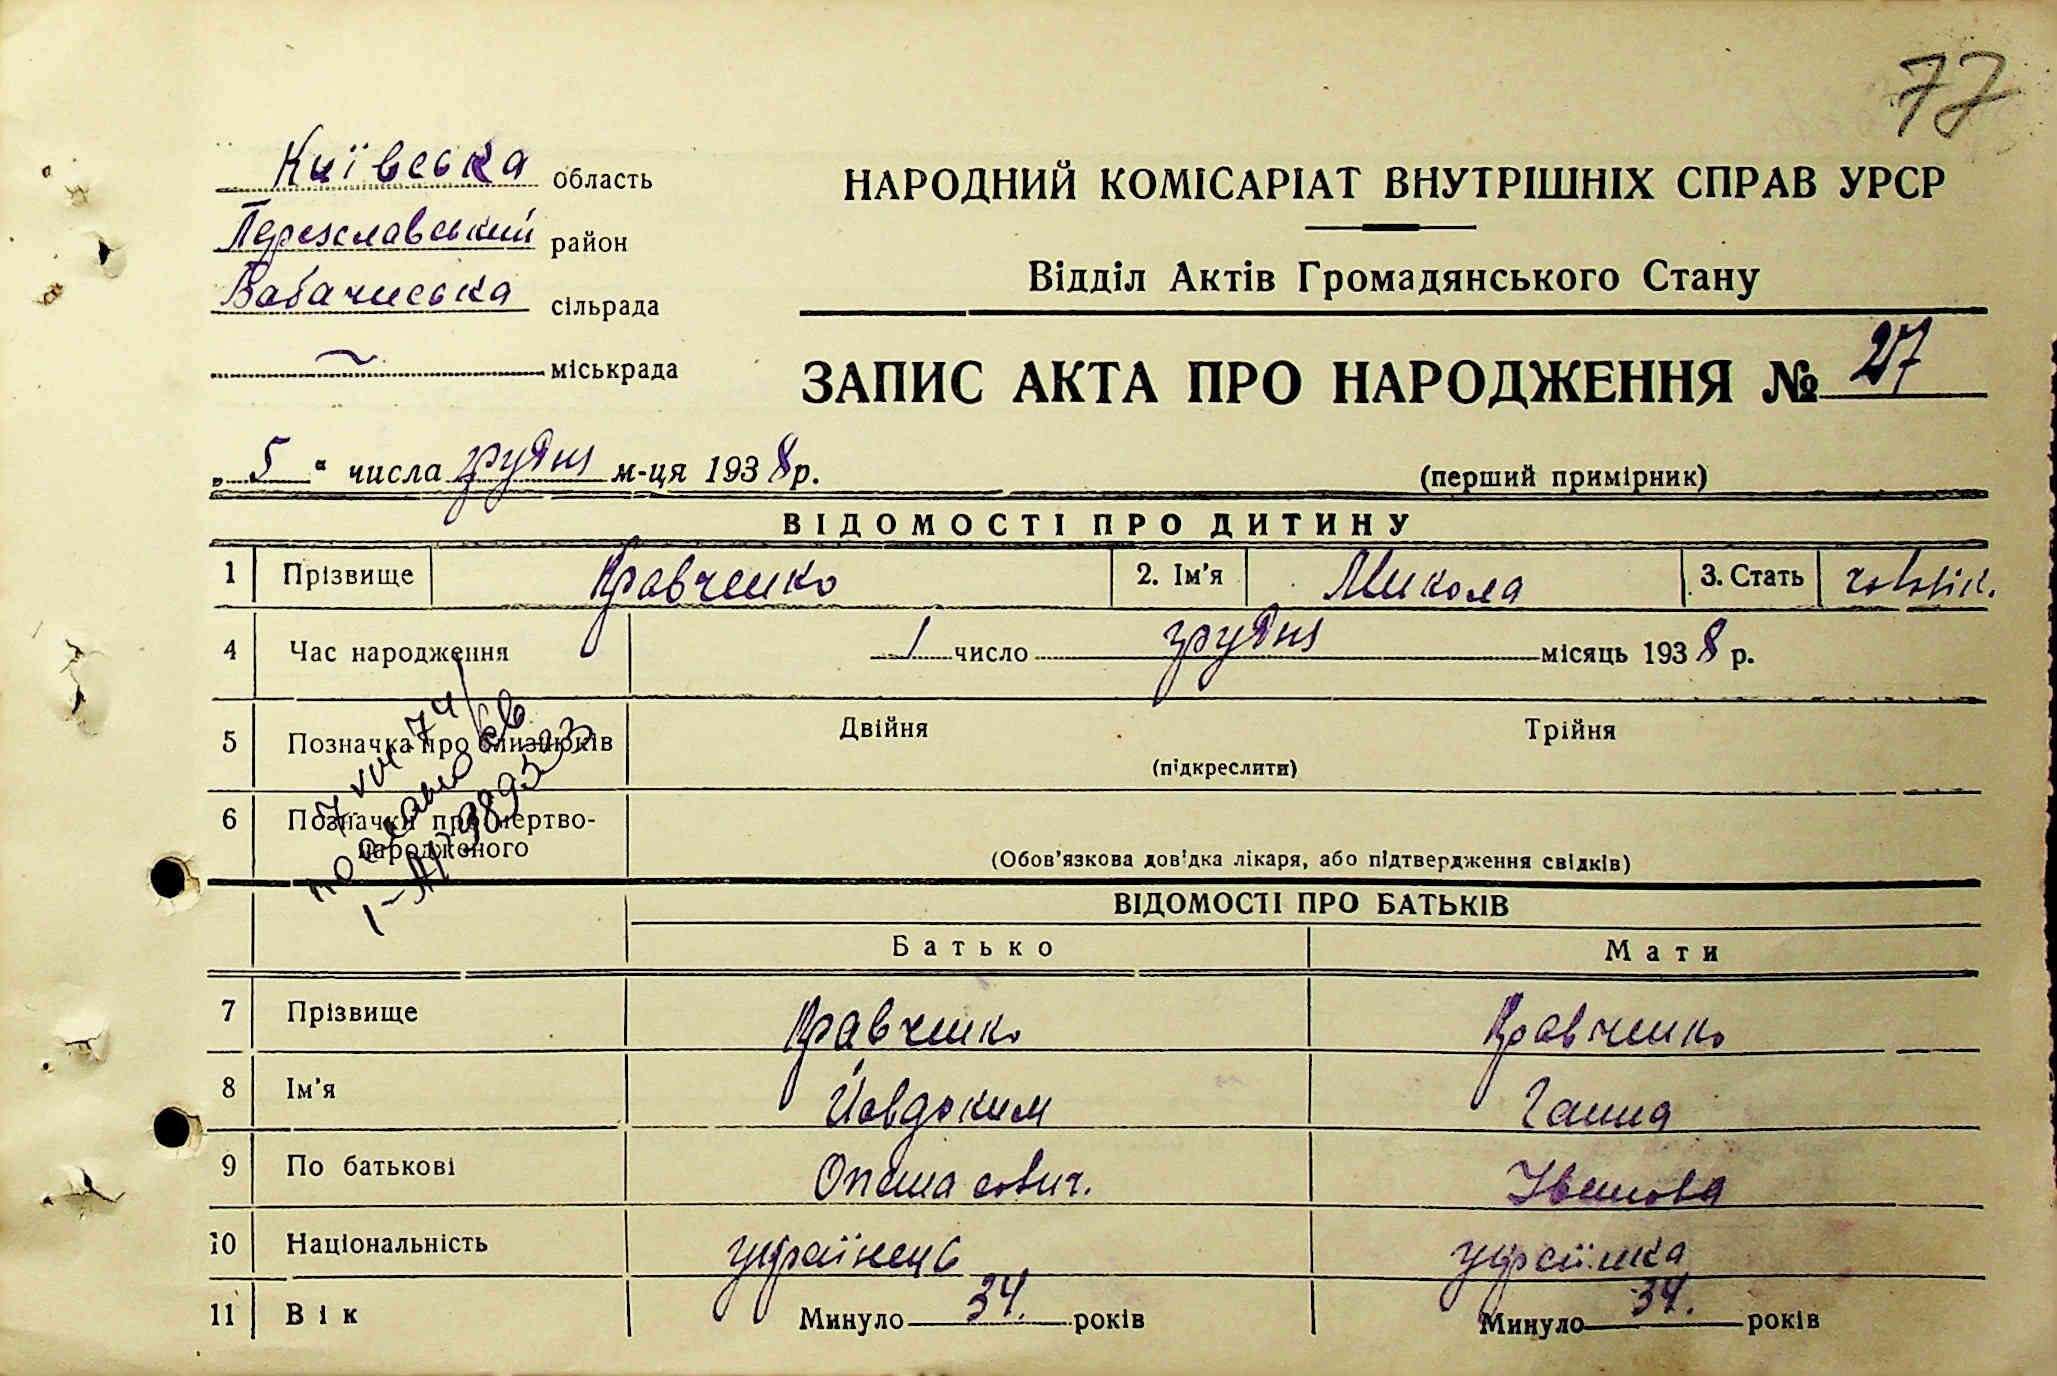 77
Київська область
Переяславський район
сільрада
міськрада
НАРОДНИЙ КОМІСАРІАТ ВНУТРІШНІХ СПРАВ УРСР
Відділ Актів Громадянського Стану
ЗАПИС АКТА ПРО НАРОДЖЕННЯ № 27
„5“ числа грудня м-ця 1938 р.
(перший примірник)
ВІДОМОСТІ ПРО ДИТИНУ
1 Прізвище Кравченко 2. Ім'я Микола 3. Стать
4 Час народження 1 число грудня місяць 1938 р.
5 Позначка про близнюків Двійня Трійня
(підкреслити)
6 Позначки про мертво-
народженого
(Обов'язкова довідка лікаря, або підтвердження свідків)
ВІДОМОСТІ ПРО БАТЬКІВ
Батько Мати
7 Прізвище Кравченко Кравченко
8 Ім'я Йовдоким Ганна
9 По батькові Опанасович. Іванова
10 Національність українець українка
11 Вік Минуло 34. років Минуло 34. років